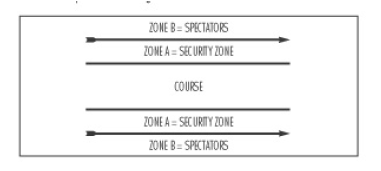 ZONE B = SPECTATORS
ZONE A = SECURITY ZONE
COURSE
ZONE A = SECURITY ZONE
ZONE B = SPECTATORS